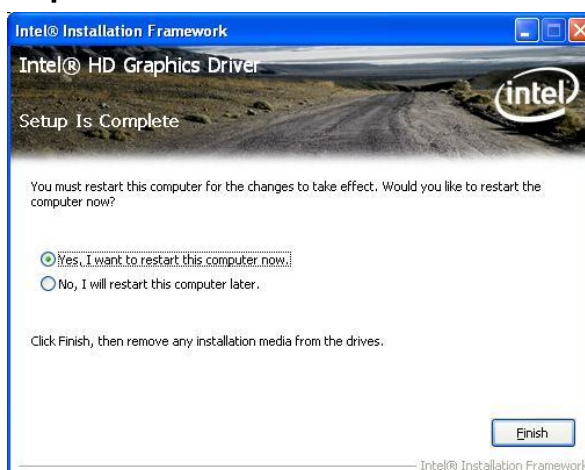 Intel® Installation Framework
Intel® HD Graphics Driver
intel
Setup Is Complete
You must restart this computer for the changes to take effect. Would you like to restart the
computer now?
Yes, I want to restart this computer now.
No, I will restart this computer later.
Click Finish, then remove any installation media from the drives.
Finish
Intel® Installation Framework